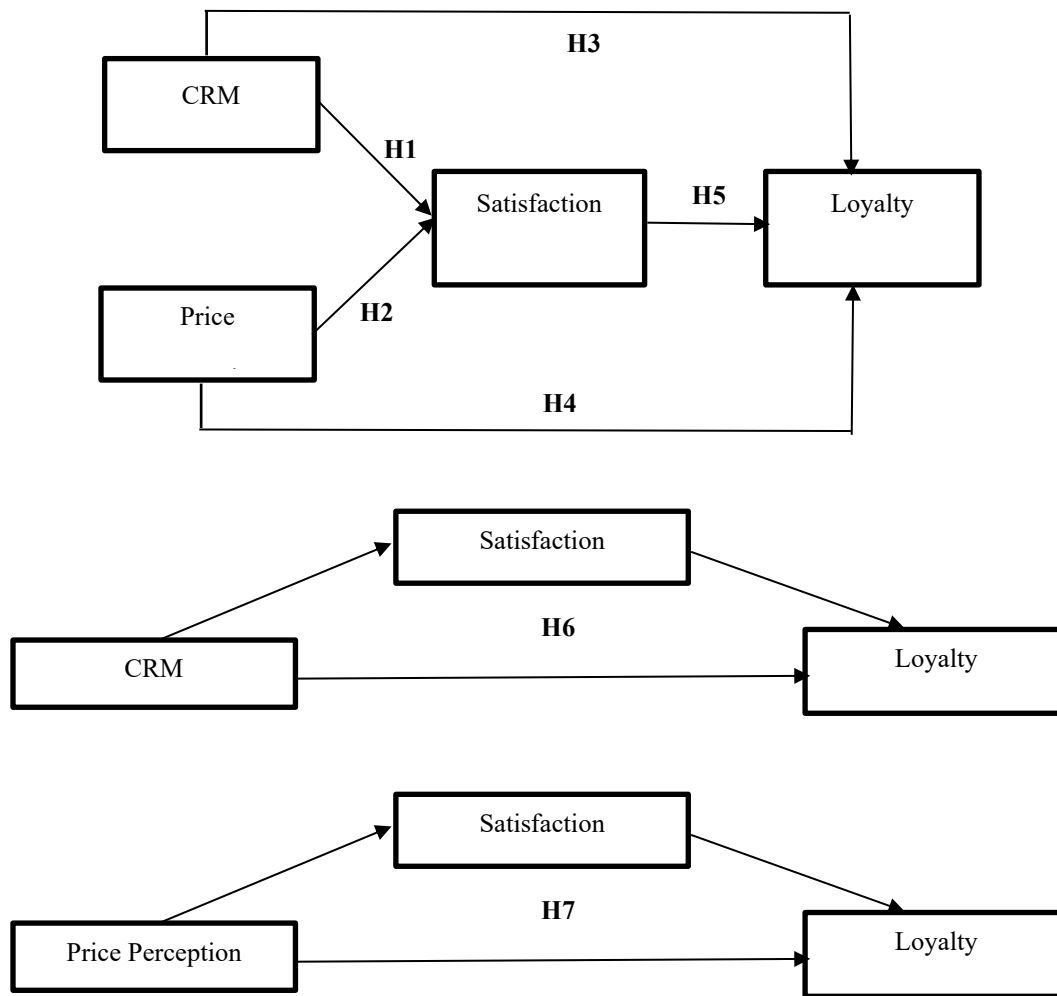 H3
CRM
H1
Satisfaction
H5
Loyalty
Price
H2
H4
Satisfaction
H6
CRM
Loyalty
Satisfaction
H7
Price Perception
Loyalty